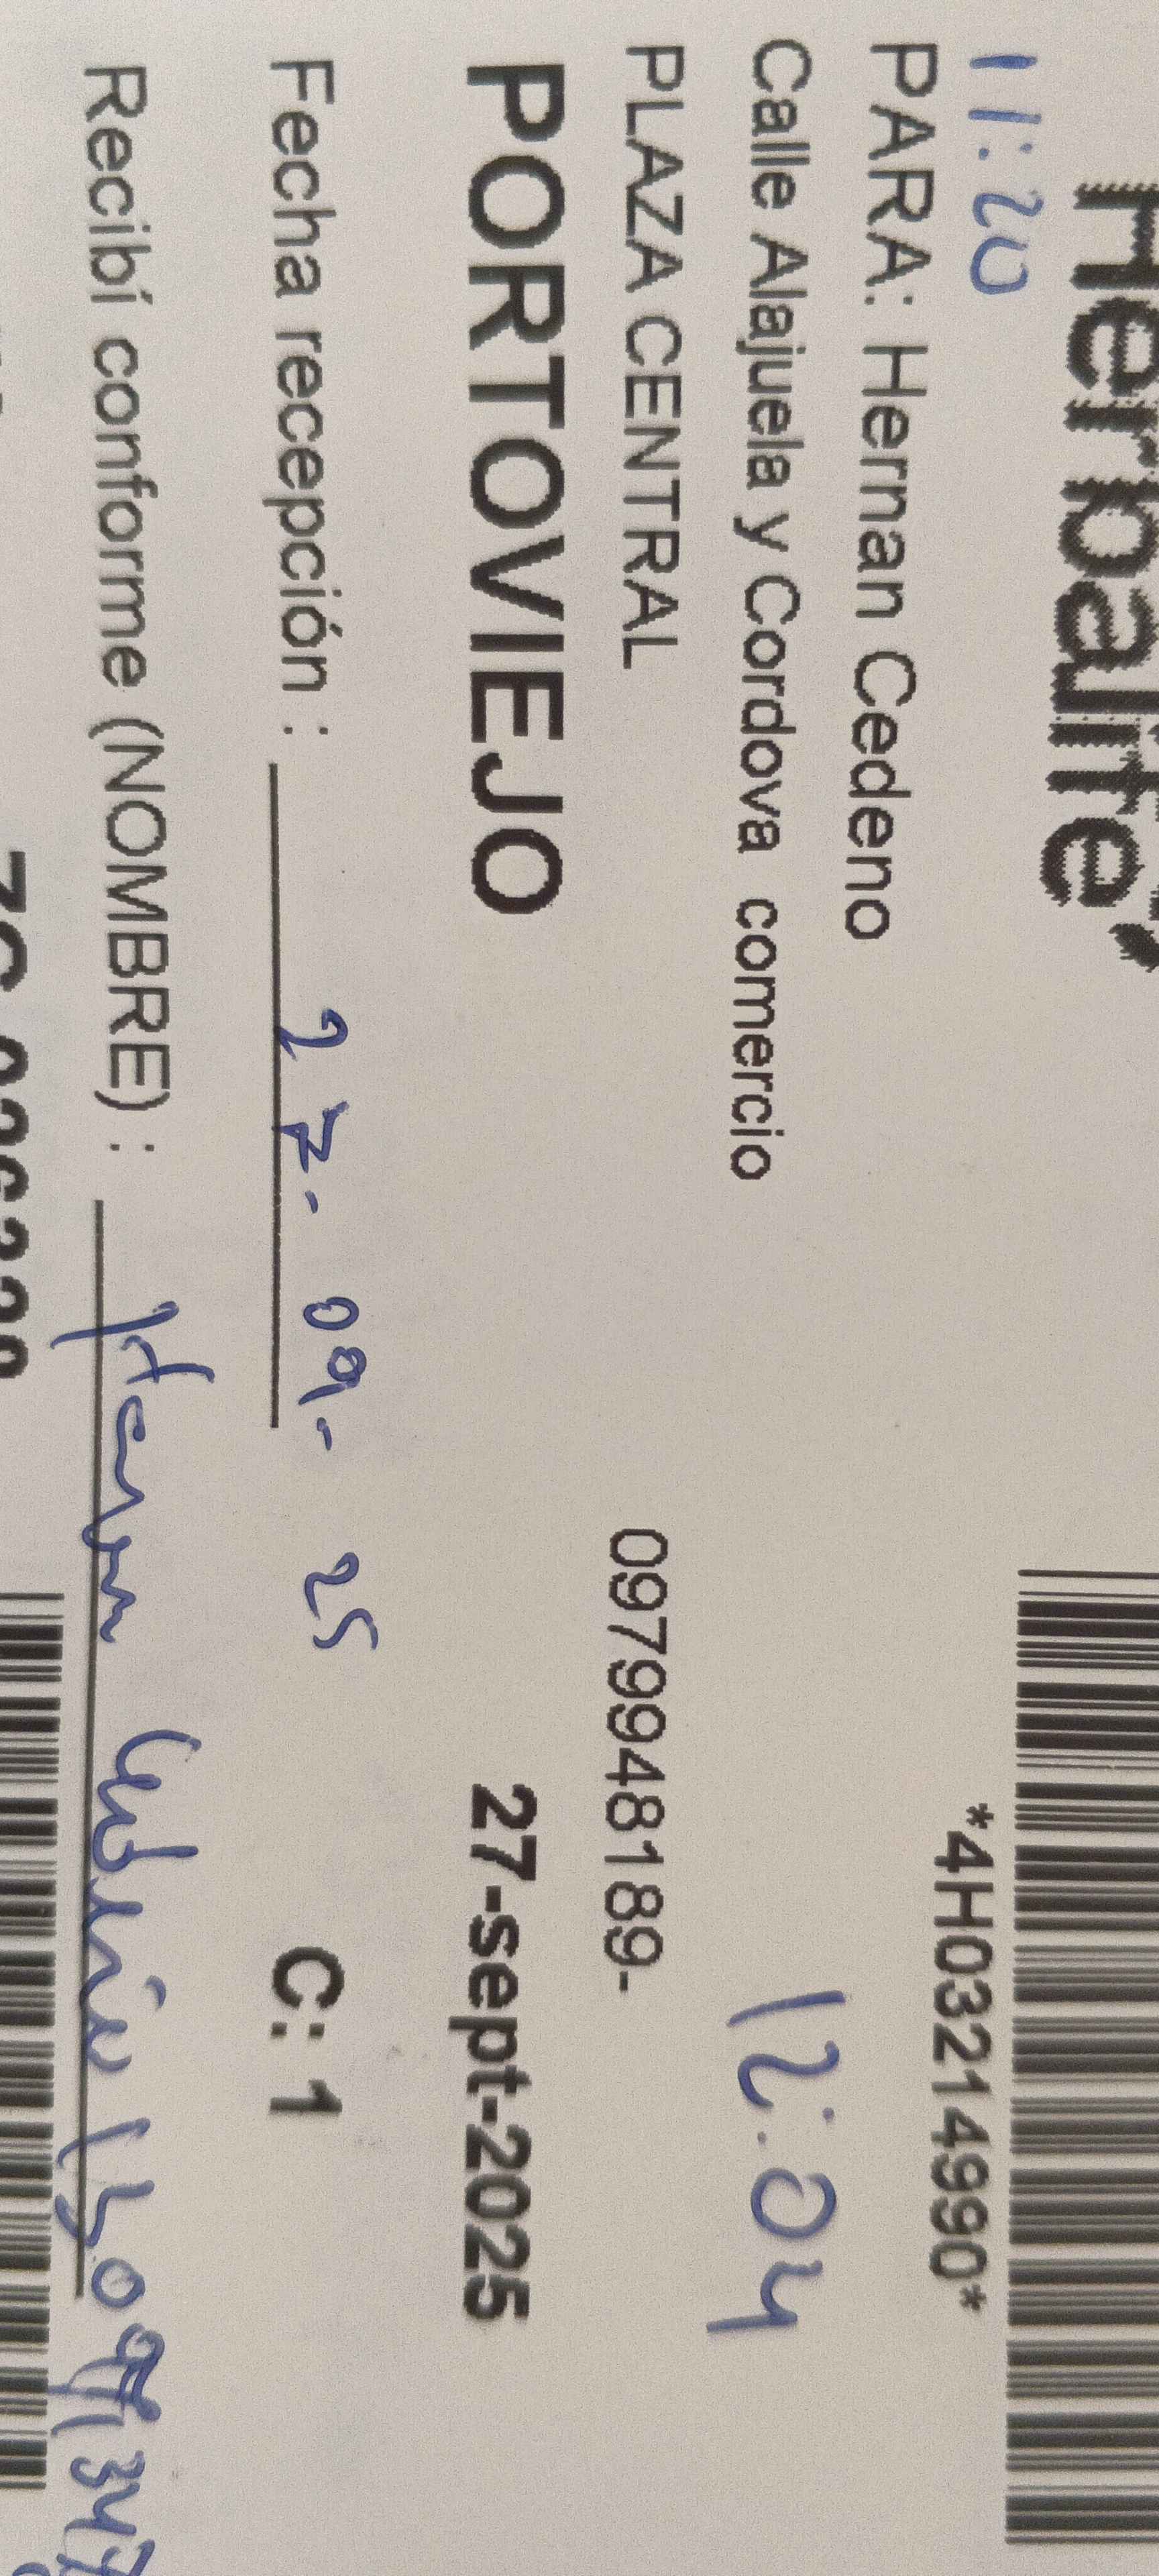 Herbalife
11:20
*4H03214990*
PARA: Hernan Cedeno
Calle Alajuela y Cordova comercio
12:04
PLAZA CENTRAL 0979948189-
PORTOVIEJO 27-sept-2025
Fecha recepción : 27-09-25 C: 1
Recibí conforme (NOMBRE) : Hernan